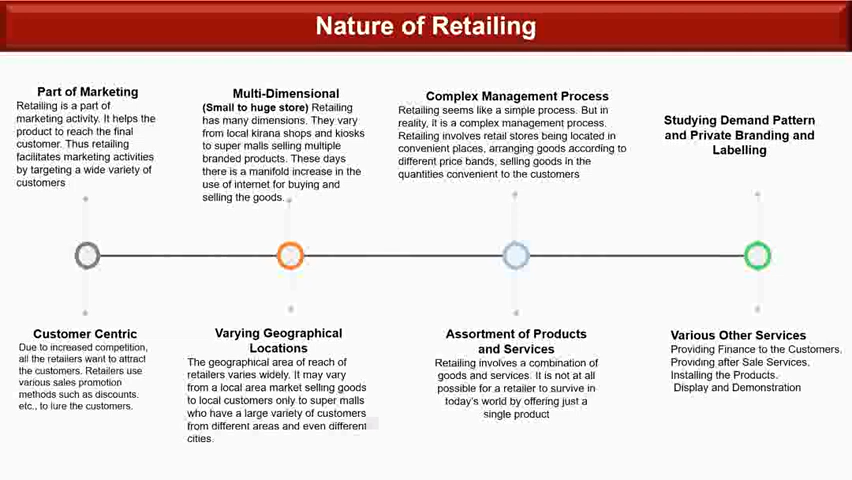 Nature of Retailing
Part of Marketing
Retailing is a part of
marketing activity. It helps the
product to reach the final
customer. Thus retailing
facilitates marketing activities
by targeting a wide variety of
customers
Multi-Dimensional
(Small to huge store) Retailing
has many dimensions. They vary
from local kirana shops and kiosks
to super malls selling multiple
branded products. These days
there is a manifold increase in the
use of internet for buying and
selling the goods.
Complex Management Process
Retailing seems like a simple process. But in
reality, it is a complex management process.
Retailing involves retail stores being located in
convenient places, arranging goods according to
different price bands, selling goods in the
quantities convenient to the customers
Studying Demand Pattern
and Private Branding and
Labelling
Customer Centric
Due to increased competition,
all the retailers want to attract
the customers. Retailers use
various sales promotion
methods such as discounts.
etc., to lure the customers.
Varying Geographical
Locations
The geographical area of reach of
retailers varies widely. It may vary
from a local area market selling goods
to local customers only to super malls
who have a large variety of customers
from different areas and even different
cities.
Assortment of Products
and Services
Retailing involves a combination of
goods and services. It is not at all
possible for a retailer to survive in
today's world by offering just a
single product
Various Other Services
Providing Finance to the Customers.
Providing after Sale Services.
Installing the Products.
Display and Demonstration